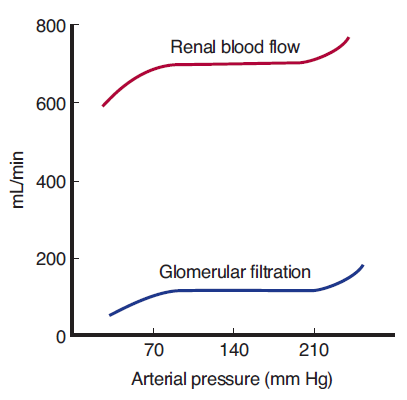 800
Renal blood flow
600
mL/min
400
200
Glomerular filtration
0
70 140 210
Arterial pressure (mm Hg)